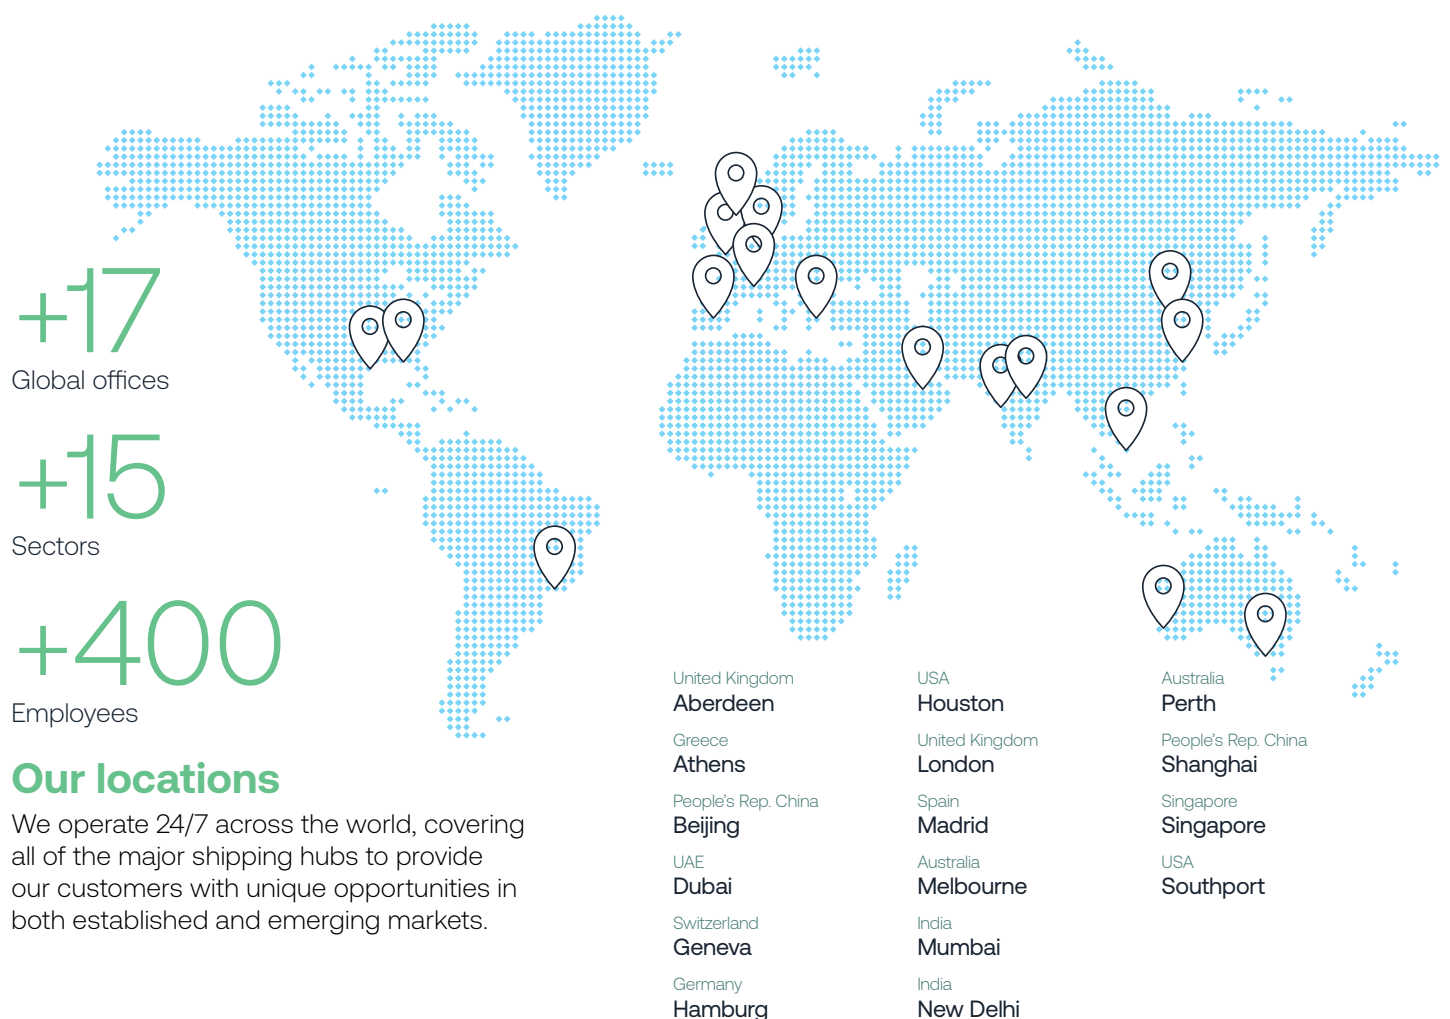 +17
Global offices
+15
Sectors
+400
Employees
Our locations
We operate 24/7 across the world, covering
all of the major shipping hubs to provide
our customers with unique opportunities in
both established and emerging markets.
United Kingdom
Aberdeen
Greece
Athens
People's Rep. China
Beijing
UAE
Dubai
Switzerland
Geneva
Germany
Hamburg
USA
Houston
United Kingdom
London
Spain
Madrid
Australia
Melbourne
India
Mumbai
India
New Delhi
Australia
Perth
People's Rep. China
Shanghai
Singapore
Singapore
USA
Southport